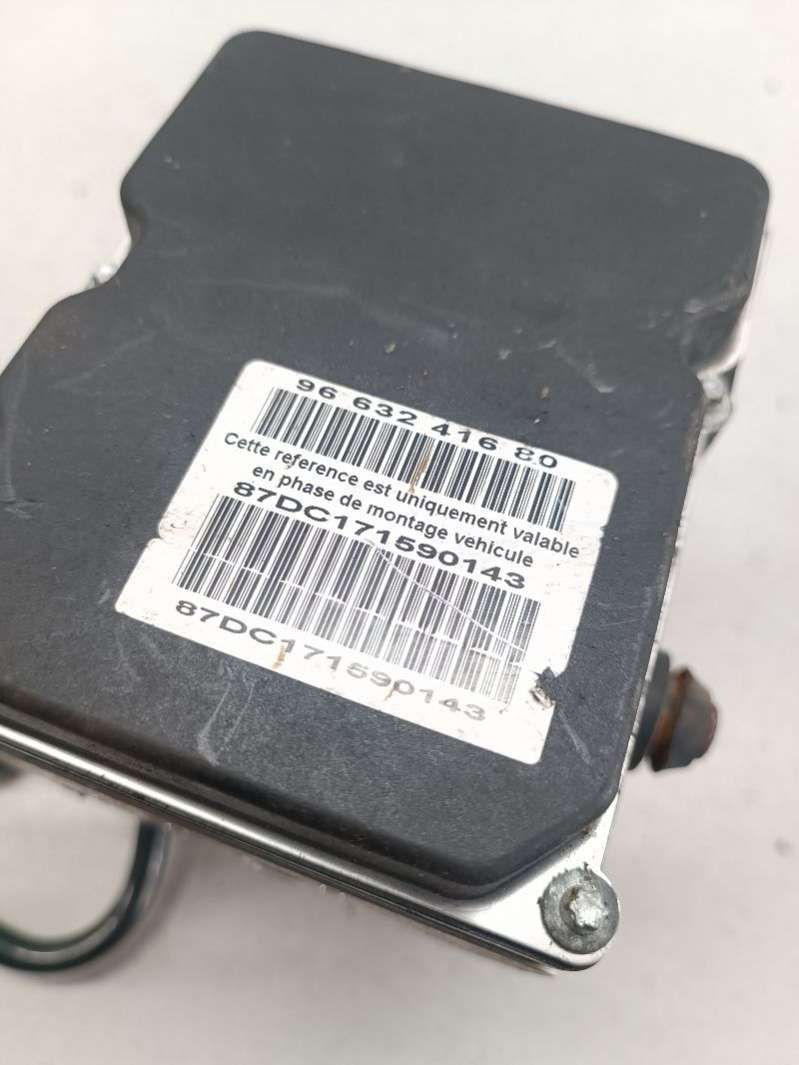 96 632 416 80
Cette reference est uniquement valable
en phase de montage vehicule
87DC171590143
87DC171590143